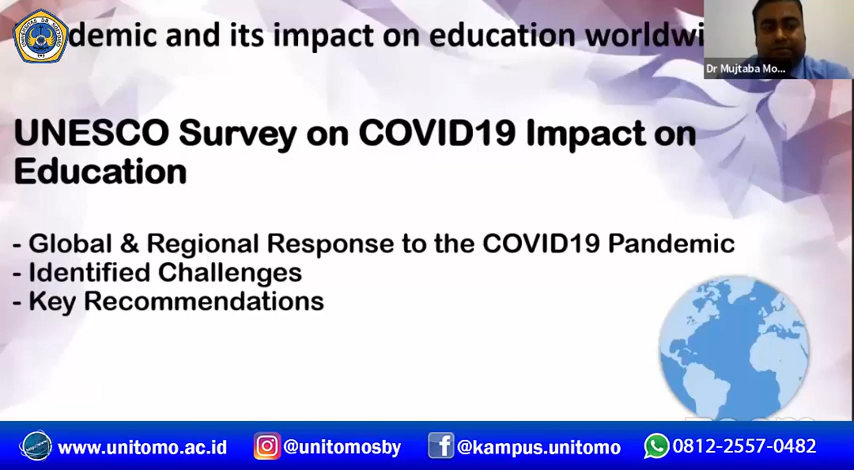 demic and its impact on education worldwi
Dr Mujtaba Mo...
UNESCO Survey on COVID19 Impact on
Education
- Global & Regional Response to the COVID19 Pandemic
- Identified Challenges
- Key Recommendations
zoom
www.unitomo.ac.id
@unitomosby
@kampus.unitomo
0812-2557-0482